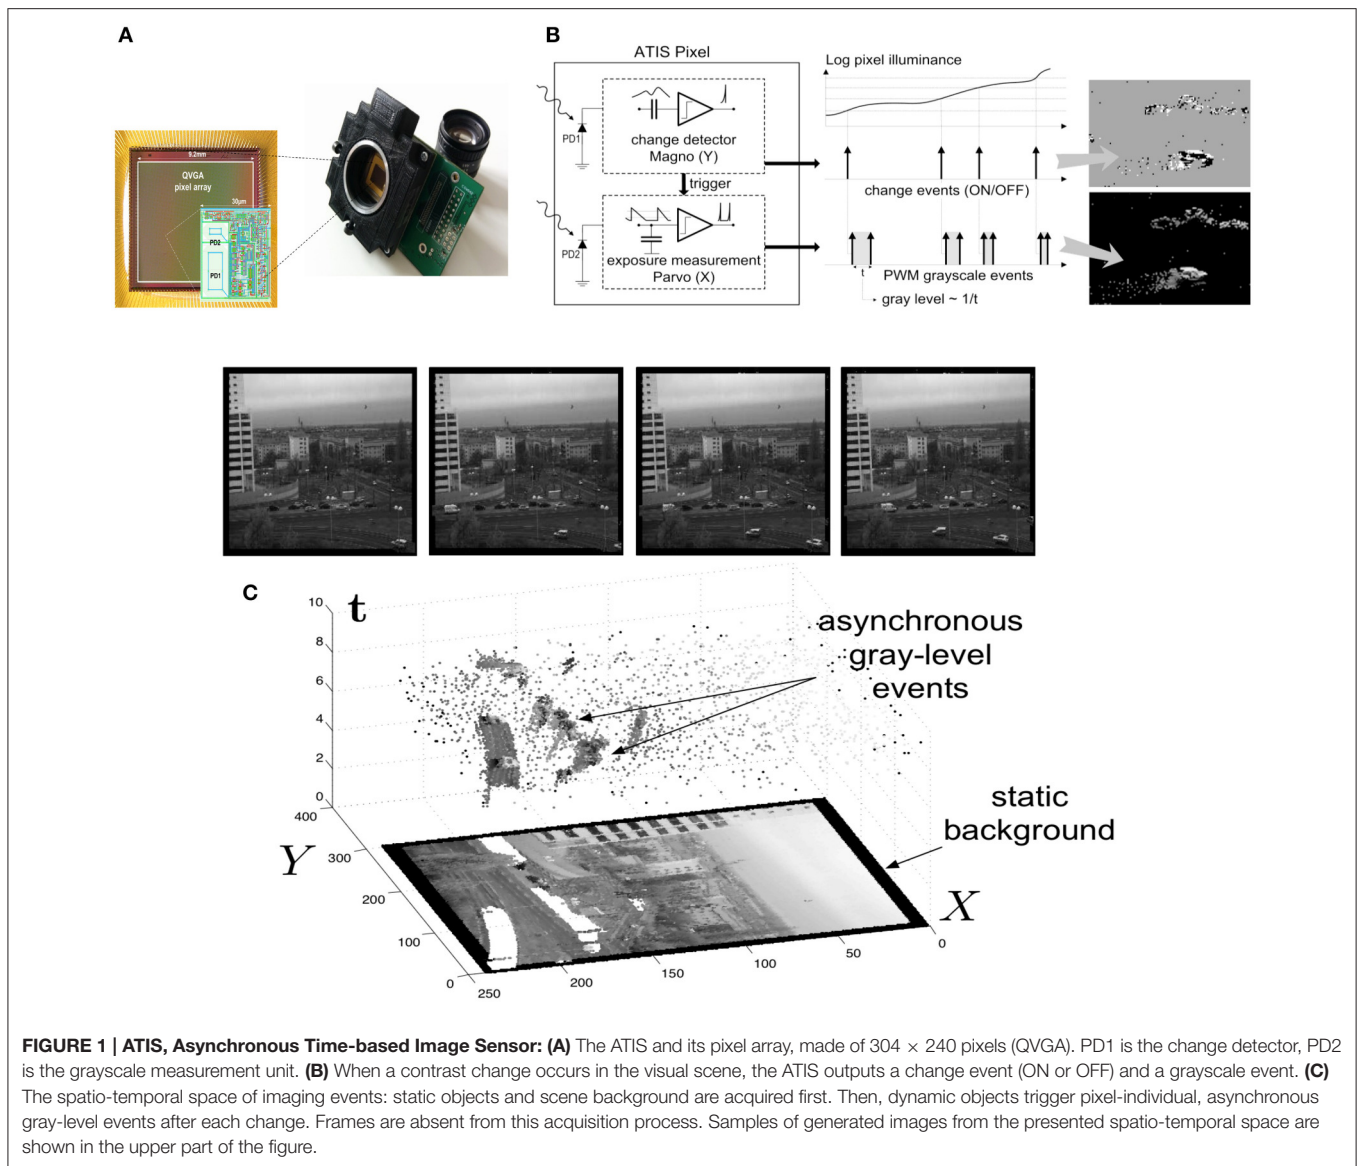 A
9.2mm
QVGA
pixel array
30μm
PD2
PD1
B
ATIS Pixel
PD1
change detector
Magno (Y)
trigger
PD2
exposure measurement
Parvo (X)
Log pixel illuminance
change events (ON/OFF)
t
PWM grayscale events
gray level ~ 1/t
C
t
10
8
6
4
2
0
400
300
200
100
0
Y
250
200
150
100
50
0
X
asynchronous
gray-level
events
static
background
FIGURE 1 | ATIS, Asynchronous Time-based Image Sensor: (A) The ATIS and its pixel array, made of 304 × 240 pixels (QVGA). PD1 is the change detector, PD2
is the grayscale measurement unit. (B) When a contrast change occurs in the visual scene, the ATIS outputs a change event (ON or OFF) and a grayscale event. (C)
The spatio-temporal space of imaging events: static objects and scene background are acquired first. Then, dynamic objects trigger pixel-individual, asynchronous
gray-level events after each change. Frames are absent from this acquisition process. Samples of generated images from the presented spatio-temporal space are
shown in the upper part of the figure.